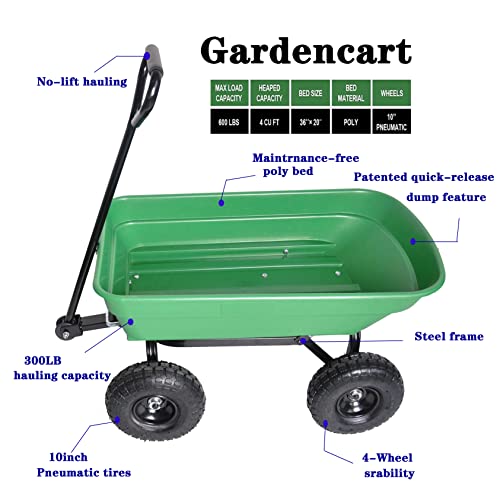 Gardencart
MAX LOAD CAPACITY
HEAPED CAPACITY
BED SIZE
BED MATERIAL
WHEELS
600 LBS
4 CU FT
36"× 20"
POLY
10" PNEUMATIC
No-lift hauling
Maintrnance-free
poly bed
Patented quick-release
dump feature
Steel frame
300LB
hauling capacity
10inch
Pneumatic tires
4-Wheel
srability